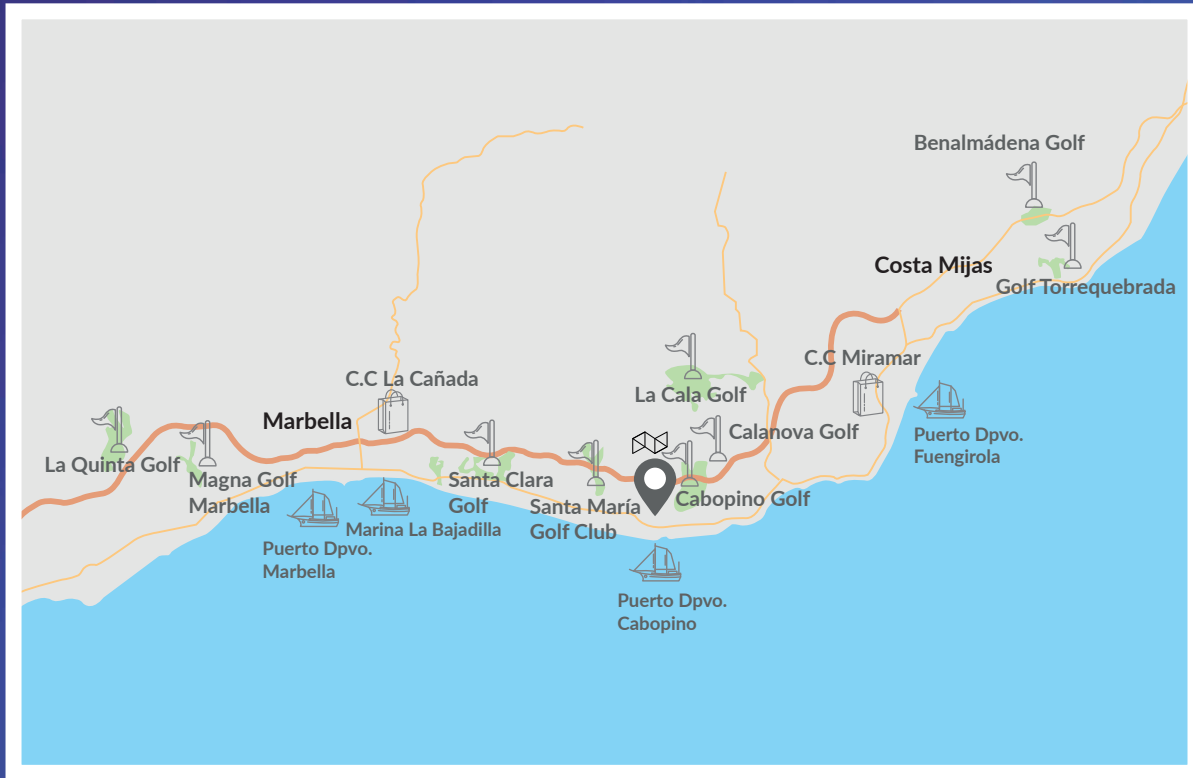 Benalmádena Golf
Costa Mijas
Golf Torrequebrada
C.C Miramar
C.C La Cañada
La Cala Golf
Marbella
Calanova Golf
Puerto Dpvo.
Fuengirola
La Quinta Golf
Magna Golf
Marbella
Santa Clara
Golf
Santa María
Golf Club
Cabopino Golf
Marina La Bajadilla
Puerto Dpvo.
Marbella
Puerto Dpvo.
Cabopino